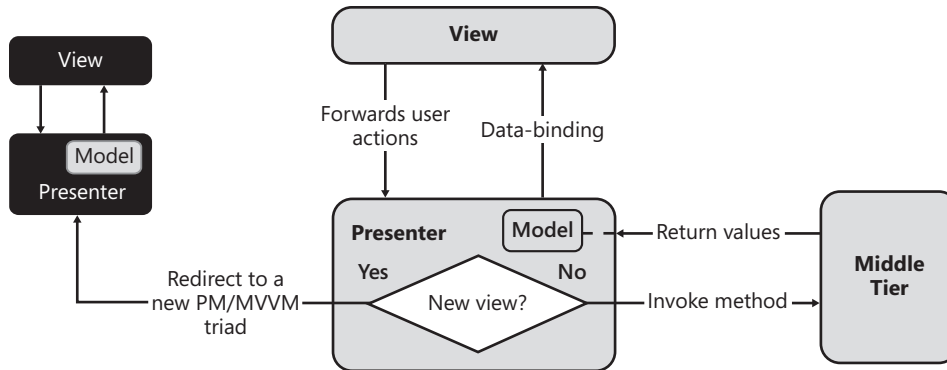 View
View
Forwards user
actions
Data-binding
Model
Presenter
Presenter
Model
Return values
Middle
Tier
Yes
No
Redirect to a
new PM/MVVM
triad
New view?
Invoke method